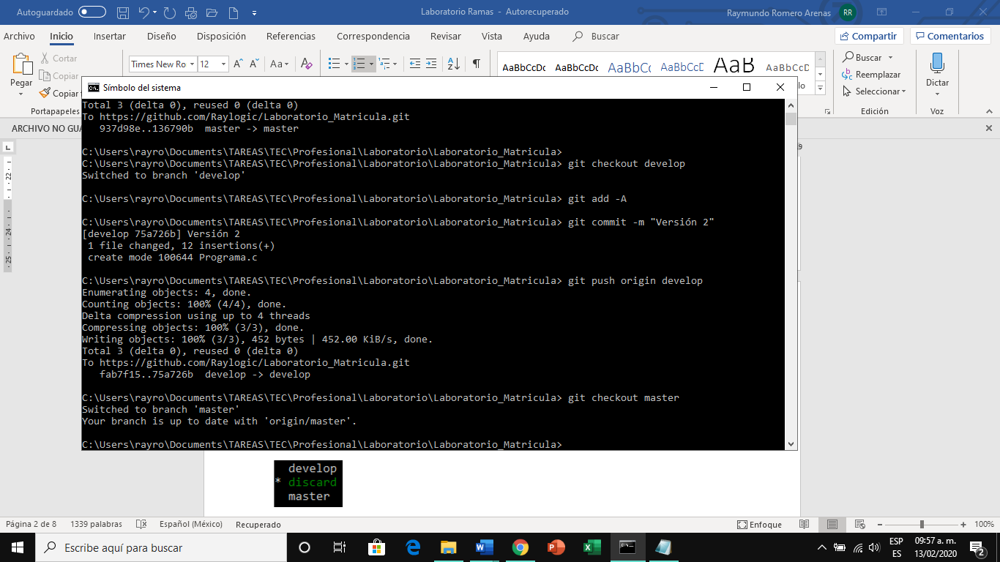 Autoguardado
Laboratorio Ramas - Autorecuperado
Raymundo Romero Arenas
RR
Archivo Inicio Insertar Diseño Disposición Referencias Correspondencia Revisar Vista Ayuda Buscar
Compartir Comentarios
Pegar
Cortar
Copiar
Copiar
Portapapeles
Times New Ro 12
Aa
AaBbCcDc AaBbCcDc AaBbCc AaBbCcD AaB AaBbCcD
lo
Buscar
Reemplazar
Seleccionar
Edición
Dictar
Voz
ARCHIVO NO GUA
Símbolo del sistema
Total 3 (delta 0), reused 0 (delta 0)
To https://github.com/Raylogic/Laboratorio_Matricula.git
937d98e..136790b master -> master
C:\Users\rayro\Documents\TAREAS\TEC\Profesional\Laboratorio\Laboratorio_Matricula>
C:\Users\rayro\Documents\TAREAS\TEC\Profesional\Laboratorio\Laboratorio_Matricula> git checkout develop
Switched to branch 'develop'
C:\Users\rayro\Documents\TAREAS\TEC\Profesional\Laboratorio\Laboratorio_Matricula> git add -A
C:\Users\rayro\Documents\TAREAS\TEC\Profesional\Laboratorio\Laboratorio_Matricula> git commit -m "Versión 2"
[develop 75a726b] Versión 2
1 file changed, 12 insertions(+)
create mode 100644 Programa.c
C:\Users\rayro\Documents\TAREAS\TEC\Profesional\Laboratorio\Laboratorio_Matricula> git push origin develop
Enumerating objects: 4, done.
Counting objects: 100% (4/4), done.
Delta compression using up to 4 threads
Compressing objects: 100% (3/3), done.
Writing objects: 100% (3/3), 452 bytes | 452.00 KiB/s, done.
Total 3 (delta 0), reused 0 (delta 0)
To https://github.com/Raylogic/Laboratorio_Matricula.git
fab7f15..75a726b develop -> develop
C:\Users\rayro\Documents\TAREAS\TEC\Profesional\Laboratorio\Laboratorio_Matricula> git checkout master
Switched to branch 'master'
Your branch is up to date with 'origin/master'.
C:\Users\rayro\Documents\TAREAS\TEC\Profesional\Laboratorio\Laboratorio_Matricula>
develop
* discard
master
Página 2 de 8 1339 palabras Español (México) Recuperado Enfoque 100%
Escribe aquí para buscar
ESP
ES
09:57 a. m.
13/02/2020
2